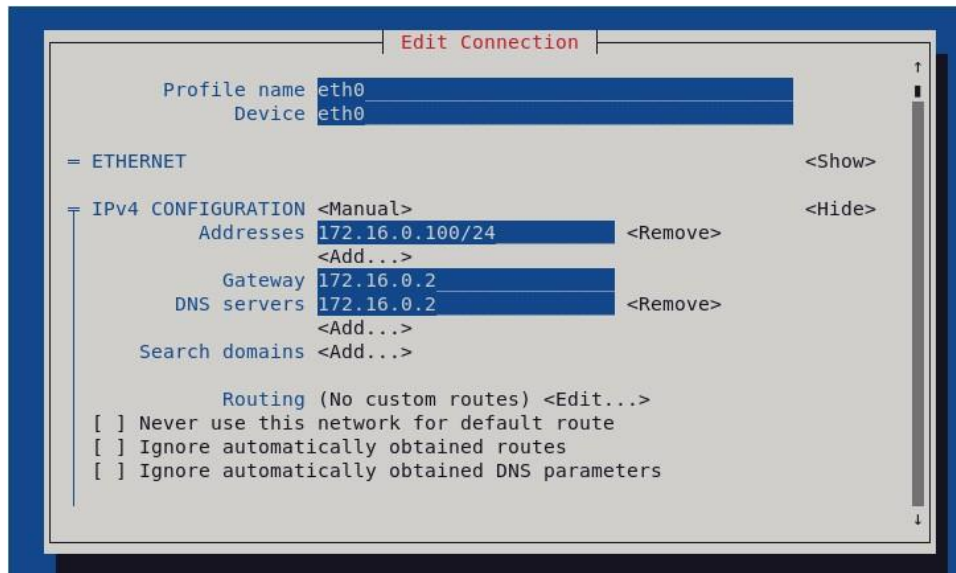 Edit Connection
Profile name eth0
Device eth0
= ETHERNET <Show>
= IPv4 CONFIGURATION <Manual> <Hide>
Addresses 172.16.0.100/24 <Remove>
<Add...>
Gateway 172.16.0.2
DNS servers 172.16.0.2 <Remove>
<Add...>
Search domains <Add...>
Routing (No custom routes) <Edit...>
[ ] Never use this network for default route
[ ] Ignore automatically obtained routes
[ ] Ignore automatically obtained DNS parameters